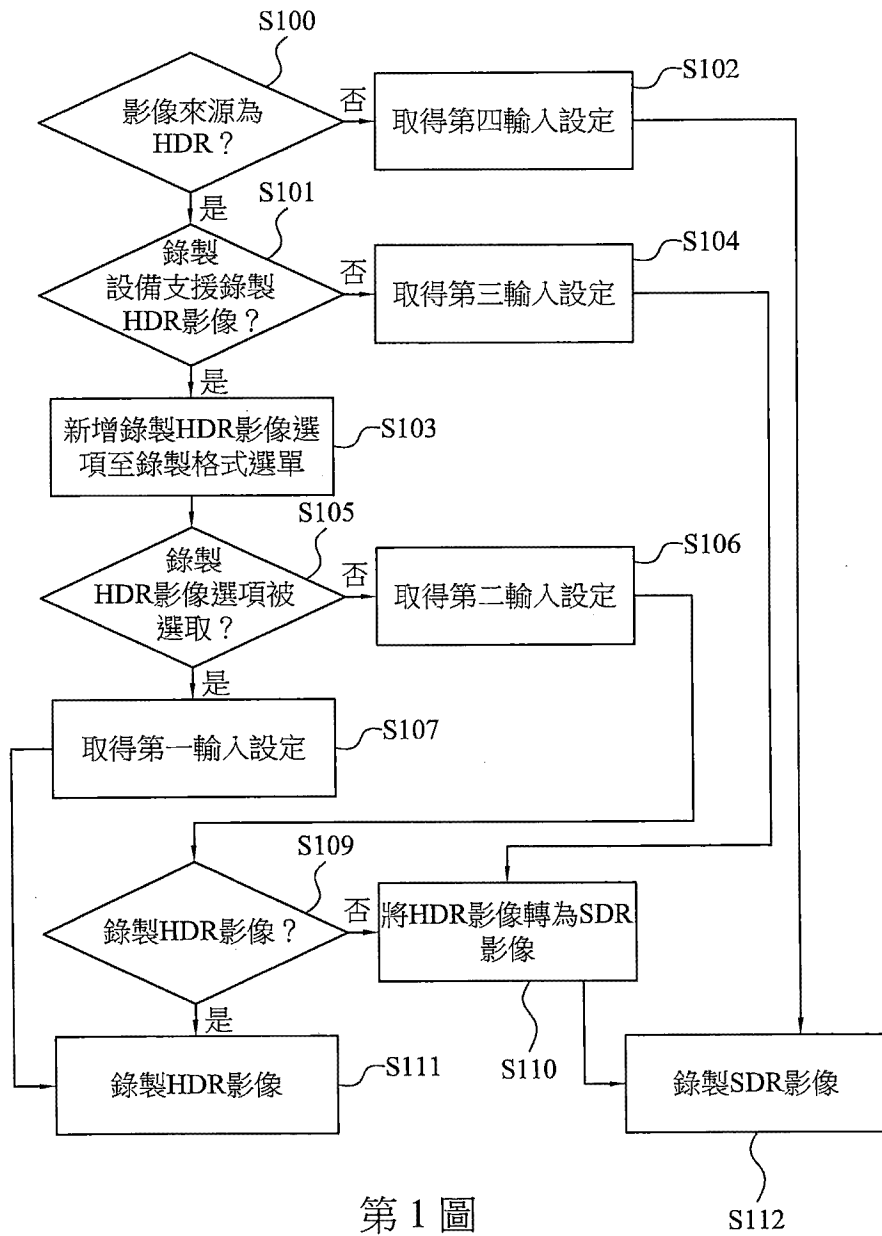 S100
影像來源為
HDR？
否
取得第四輸入設定
S102
是
S101
錄製
設備支援錄製
HDR影像？
否
取得第三輸入設定
S104
是
新增錄製HDR影像選
項至錄製格式選單
S103
S105
錄製
HDR影像選項被
選取？
否
取得第二輸入設定
S106
是
取得第一輸入設定
S107
S109
錄製HDR影像？
否
將HDR影像轉為SDR
影像
S110
是
錄製HDR影像
S111
錄製SDR影像
S112
第 1 圖